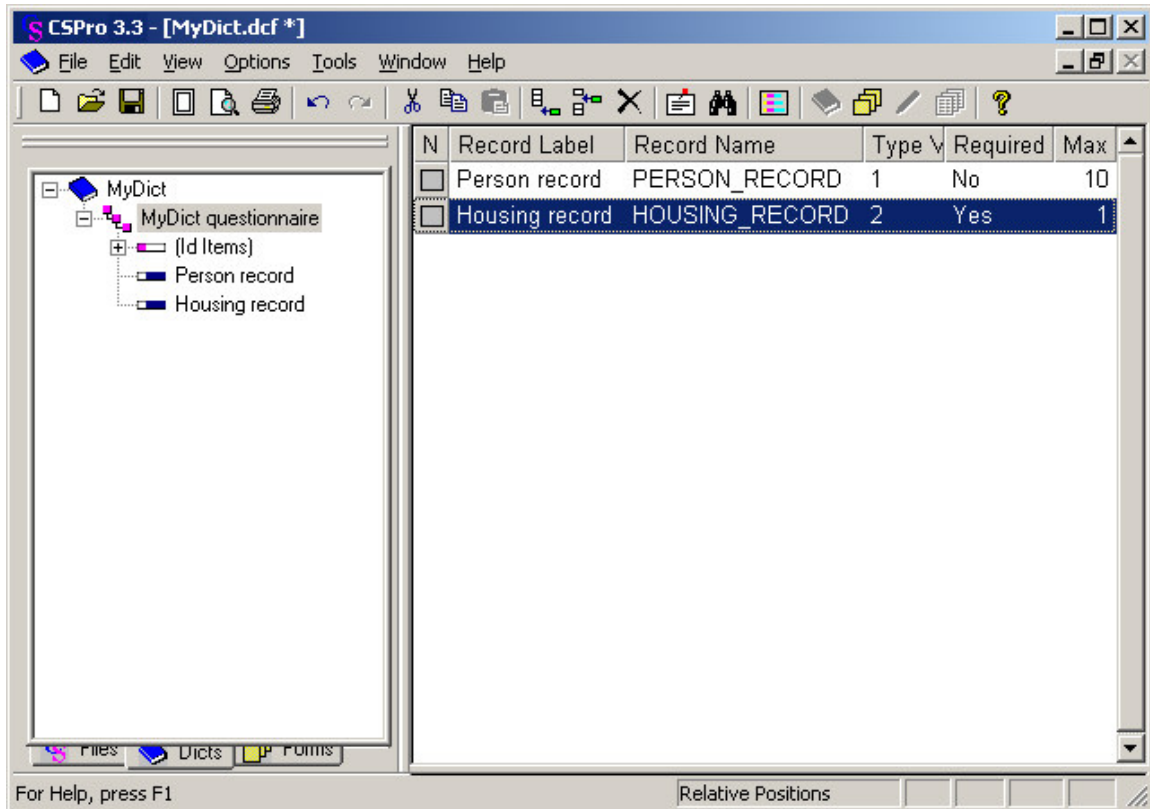 CSPro 3.3 - [MyDict.dcf *]
File Edit View Options Tools Window Help
N Record Label Record Name Type V Required Max
Person record PERSON_RECORD 1 No 10
Housing record HOUSING_RECORD 2 Yes 1
MyDict
MyDict questionnaire
(Id Items)
Person record
Housing record
Files Dicts Forms
For Help, press F1 Relative Positions